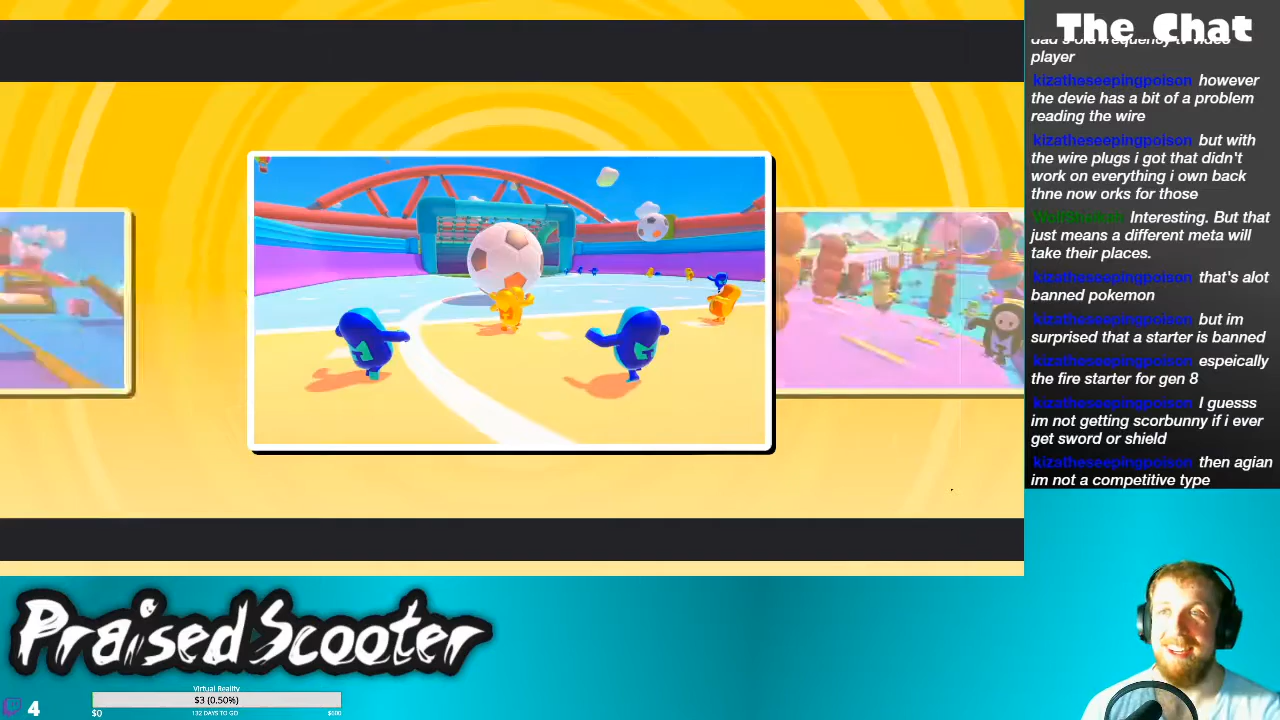 The Chat
dad's old frequency tv video
player
kizatheseepingpoison however
the devie has a bit of a problem
reading the wire
kizatheseepingpoison but with
the wire plugs i got that didn't
work on everything i own back
thne now orks for those
Interesting. But that
just means a different meta will
take their places.
kizatheseepingpoison that's alot
banned pokemon
kizatheseepingpoison but im
surprised that a starter is banned
kizatheseepingpoison espeically
the fire starter for gen 8
kizatheseepingpoison I guesss
im not getting scorbunny if i ever
get sword or shield
kizatheseepingpoison then agian
im not a competitive type
PraisedScooter
Virtual Reality
$3 (0.50%)
4
$0
132 DAYS TO GO